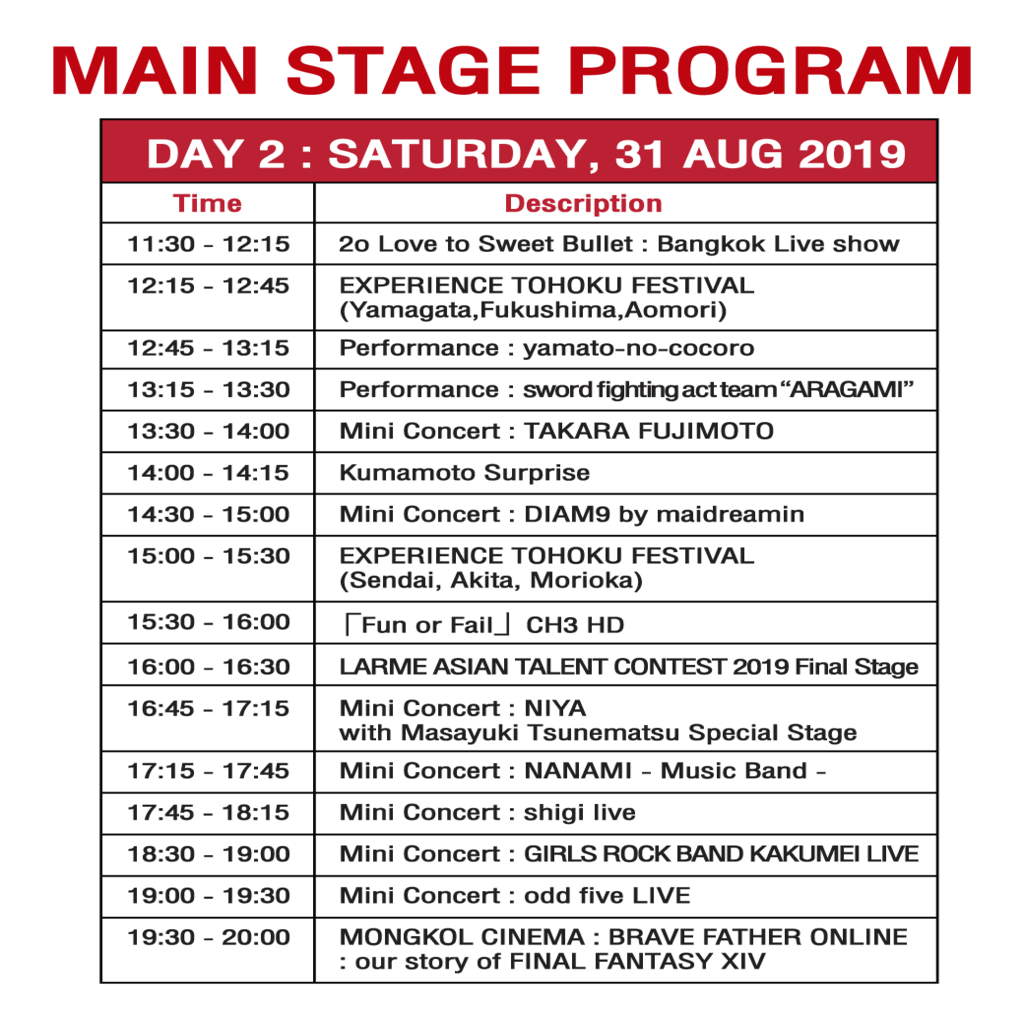 MAIN STAGE PROGRAM
DAY 2 : SATURDAY, 31 AUG 2019
Time Description
11:30 - 12:15 2o Love to Sweet Bullet : Bangkok Live show
12:15 - 12:45 EXPERIENCE TOHOKU FESTIVAL
(Yamagata,Fukushima,Aomori)
12:45 - 13:15 Performance : yamato-no-cocoro
13:15 - 13:30 Performance : sword fighting act team “ARAGAMI”
13:30 - 14:00 Mini Concert : TAKARA FUJIMOTO
14:00 - 14:15 Kumamoto Surprise
14:30 - 15:00 Mini Concert : DIAM9 by maidreamin
15:00 - 15:30 EXPERIENCE TOHOKU FESTIVAL
(Sendai, Akita, Morioka)
15:30 - 16:00 「Fun or Fail」 CH3 HD
16:00 - 16:30 LARME ASIAN TALENT CONTEST 2019 Final Stage
16:45 - 17:15 Mini Concert : NIYA
with Masayuki Tsunematsu Special Stage
17:15 - 17:45 Mini Concert : NANAMI - Music Band -
17:45 - 18:15 Mini Concert : shigi live
18:30 - 19:00 Mini Concert : GIRLS ROCK BAND KAKUMEI LIVE
19:00 - 19:30 Mini Concert : odd five LIVE
19:30 - 20:00 MONGKOL CINEMA : BRAVE FATHER ONLINE
: our story of FINAL FANTASY XIV